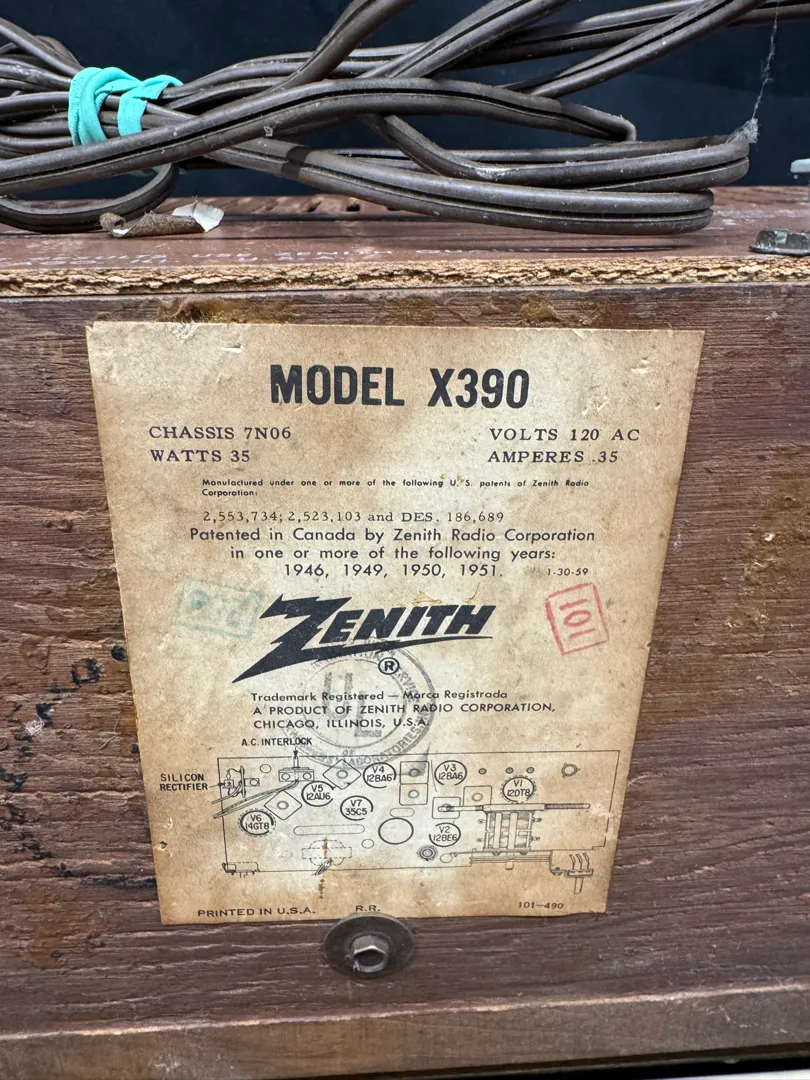 ZENITH
MODEL X390
CHASSIS 7N06 VOLTS 120 AC
WATTS 35 AMPERES .35
Manufactured under one or more of the following U.S. patents of Zenith Radio
Corporation:
2,553,734; 2,523,103 and DES. 186,689
Patented in Canada by Zenith Radio Corporation
in one or more of the following years:
1946, 1949, 1950, 1951. 1-30-59
ZENITH
®
101
UL
Trademark Registered — Marca Registrada
A PRODUCT OF ZENITH RADIO CORPORATION,
CHICAGO, ILLINOIS, U.S.A.
A.C. INTERLOCK
SILICON
RECTIFIER
V4
12BA6
V3
12BA6
V1
12DT8
V5
12AU6
V7
35C5
V6
14GT8
V2
12BE6
PRINTED IN U.S.A. R.R. 101-490